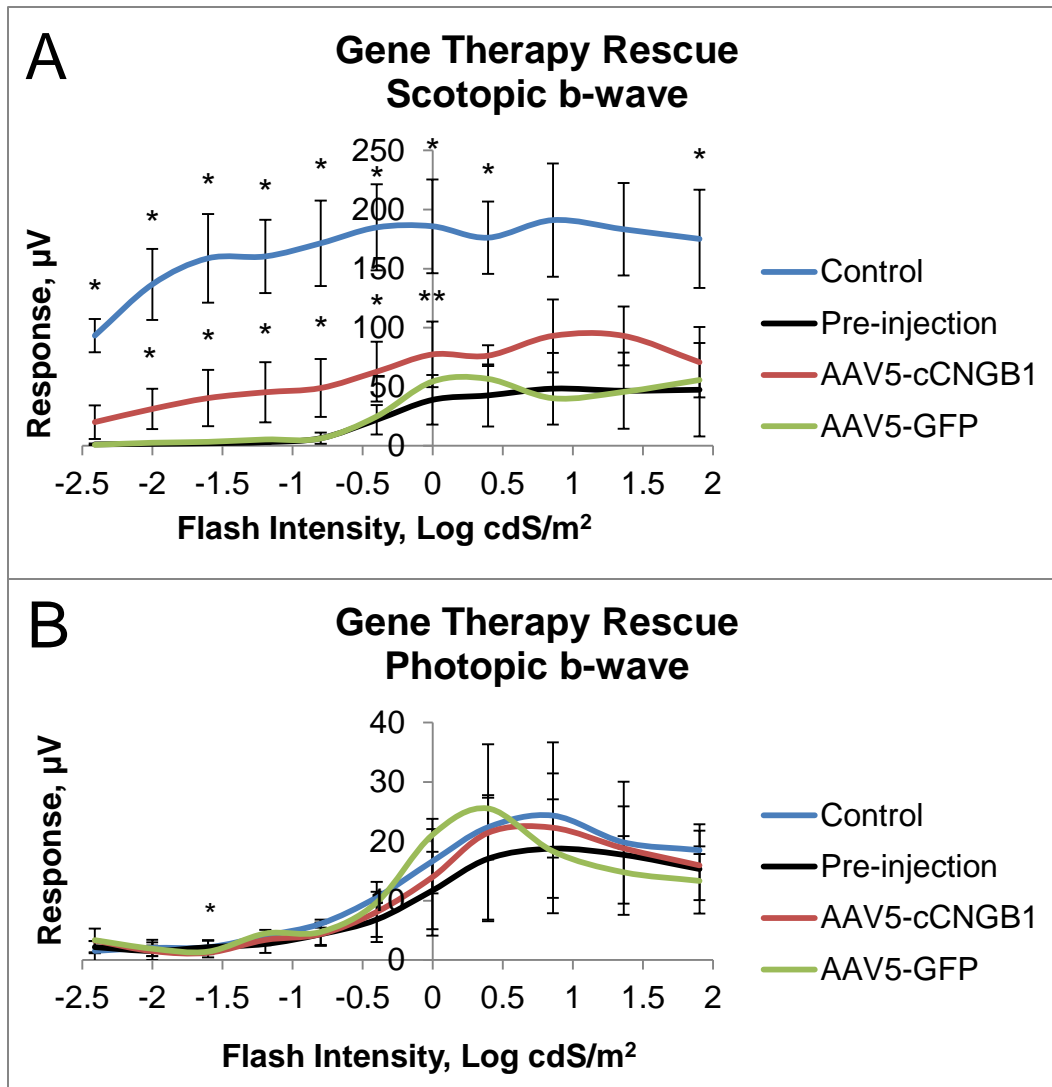 A
Gene Therapy Rescue
Scotopic b-wave
Response, µV
250
200
150
100
50
0
* * * * * * * * *
* * * * * **
-2.5 -2 -1.5 -1 -0.5 0 0.5 1 1.5 2
Flash Intensity, Log cdS/m²
Control
Pre-injection
AAV5-cCNGB1
AAV5-GFP
B
Gene Therapy Rescue
Photopic b-wave
Response, µV
40
30
20
10
0
*
-2.5 -2 -1.5 -1 -0.5 0 0.5 1 1.5 2
Flash Intensity, Log cdS/m²
Control
Pre-injection
AAV5-cCNGB1
AAV5-GFP